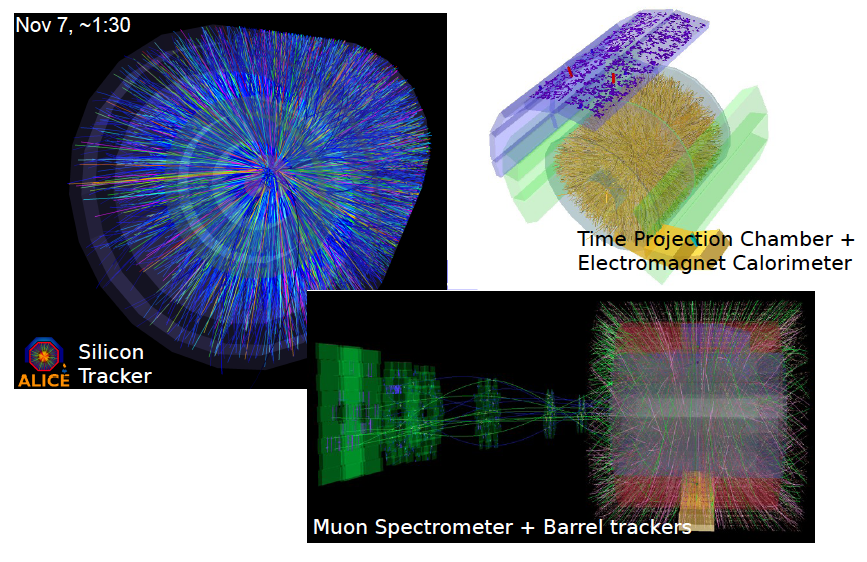 Nov 7, ~1:30
Silicon
Tracker
ALICE
Time Projection Chamber +
Electromagnet Calorimeter
Muon Spectrometer + Barrel trackers